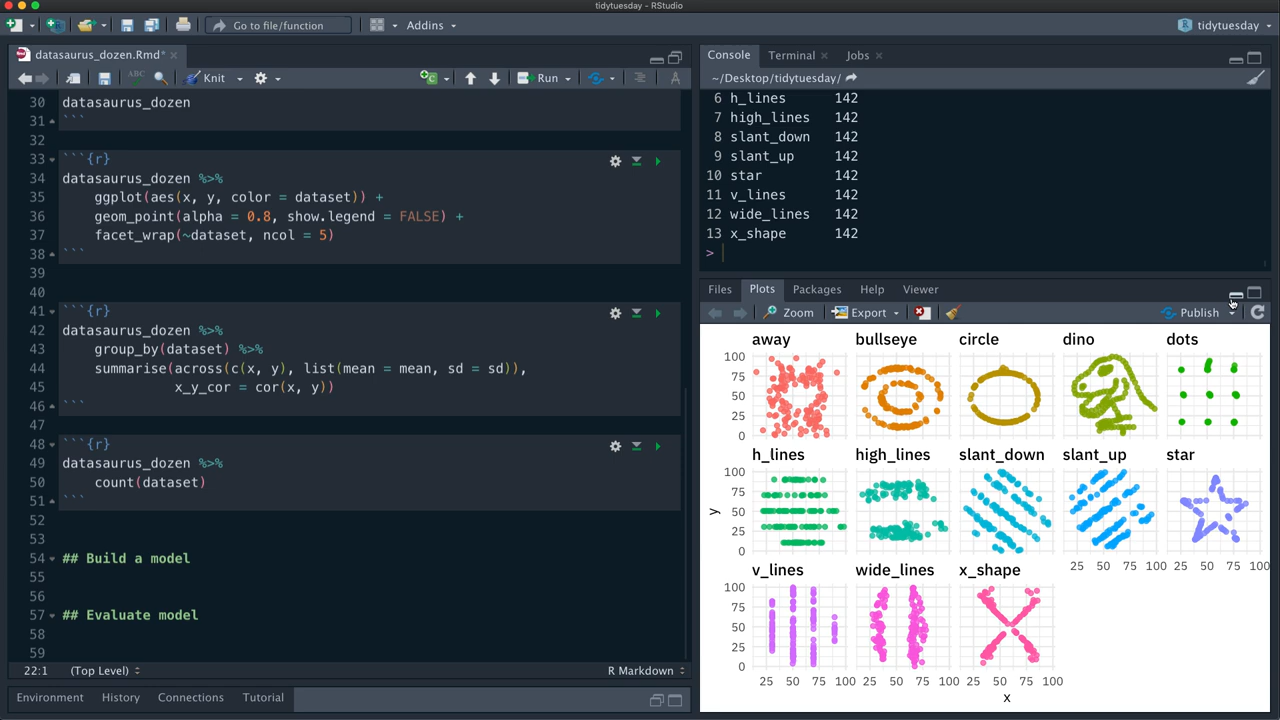 tidytuesday - RStudio
Go to file/function
Addins
tidytuesday
datasaurus_dozen.Rmd*
ABC
Knit
Run
30 datasaurus_dozen
31 ```
32
33 ```{r}
34 datasaurus_dozen %>%
35 ggplot(aes(x, y, color = dataset)) +
36 geom_point(alpha = 0.8, show.legend = FALSE) +
37 facet_wrap(~dataset, ncol = 5)
38 ```
39
40
41 ```{r}
42 datasaurus_dozen %>%
43 group_by(dataset) %>%
44 summarise(across(c(x, y), list(mean = mean, sd = sd)),
45 x_y_cor = cor(x, y))
46 ```
47
48 ```{r}
49 datasaurus_dozen %>%
50 count(dataset)
51 ```
52
53
54 ## Build a model
55
56
57 ## Evaluate model
58
59
22:1 (Top Level) R Markdown
Environment History Connections Tutorial
Console Terminal Jobs
~/Desktop/tidytuesday/
6 h_lines 142
7 high_lines 142
8 slant_down 142
9 slant_up 142
10 star 142
11 v_lines 142
12 wide_lines 142
13 x_shape 142
>
Files Plots Packages Help Viewer
Zoom Export Publish
away bullseye circle dino dots
100
75
50
25
0
h_lines high_lines slant_down slant_up star
100
75
50
25
0
y
25 50 75 100 25 50 75 100
v_lines wide_lines x_shape
100
75
50
25
0
25 50 75 100 25 50 75 100 25 50 75 100
x